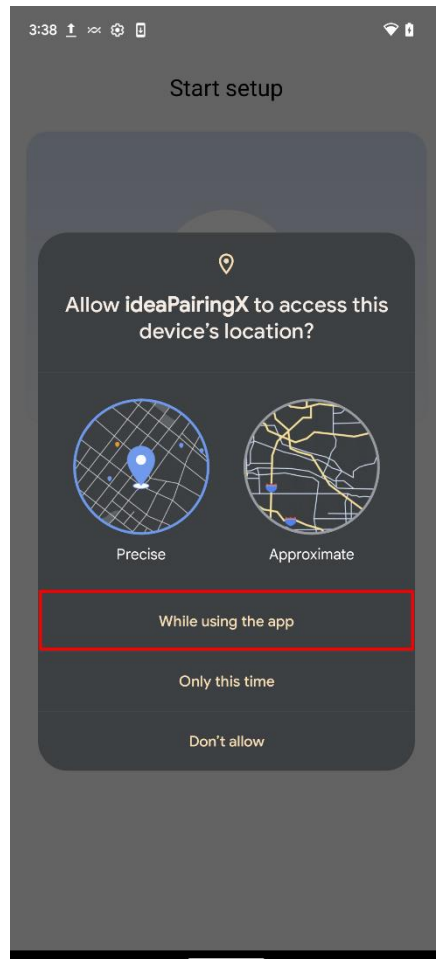 3:38
Start setup
Allow ideaPairingX to access this
device's location?
Precise Approximate
While using the app
Only this time
Don't allow